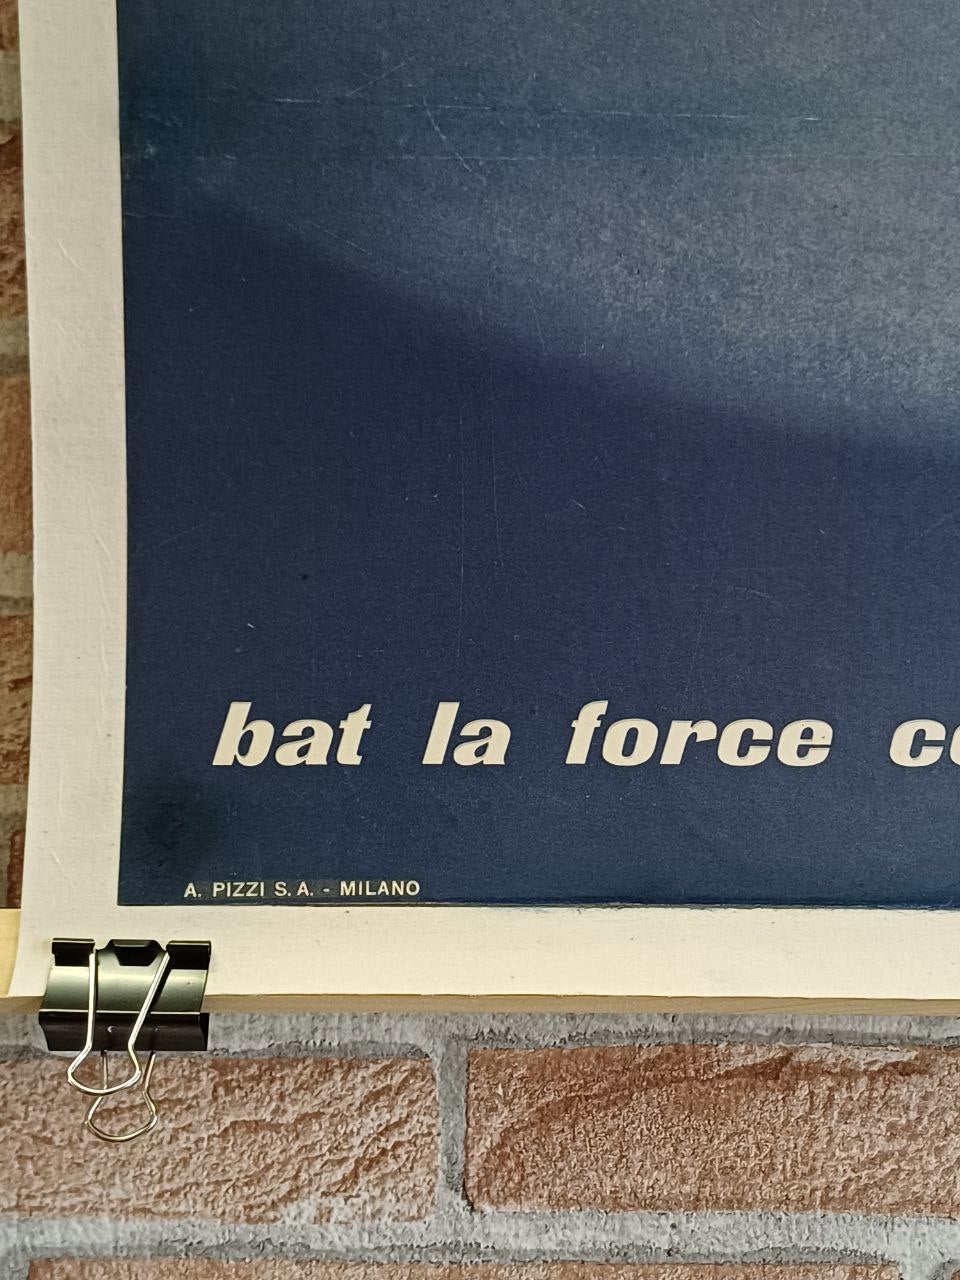 bat la force
A. PIZZI S.A. - MILANO